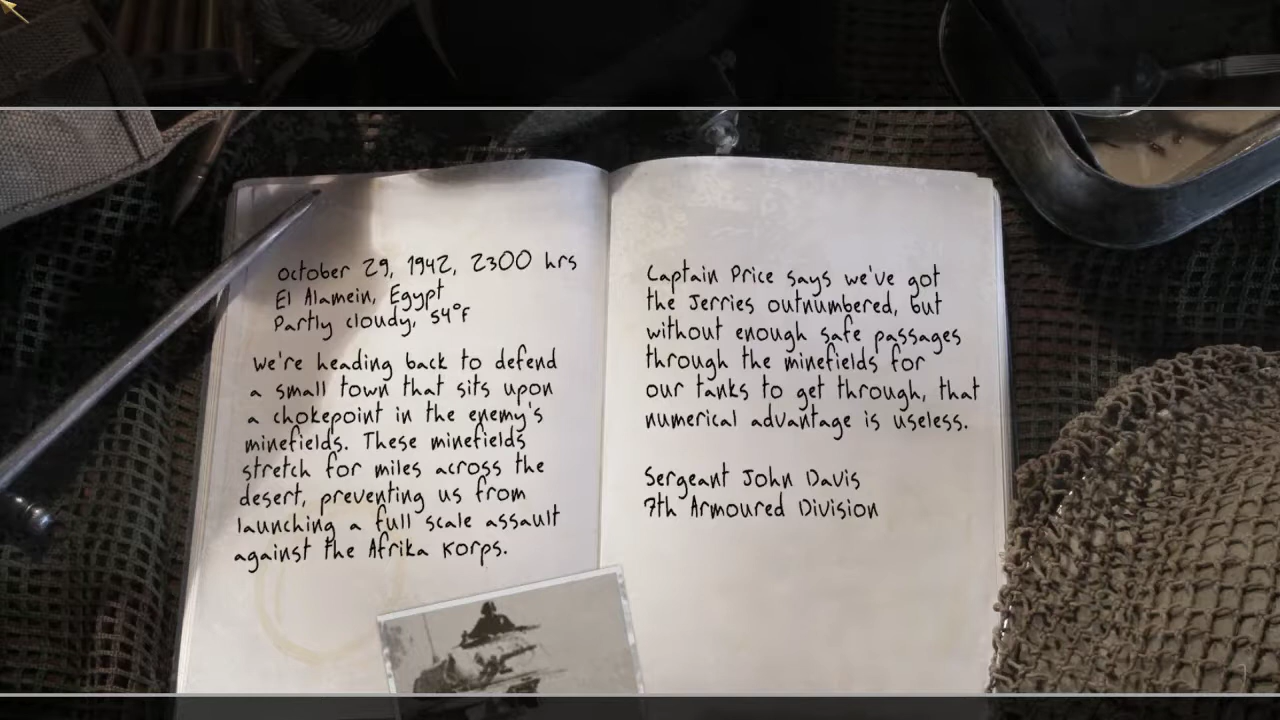 October 29, 1942, 2300 hrs
El Alamein, Egypt
Partly cloudy, 54°F
We're heading back to defend
a small town that sits upon
a chokepoint in the enemy's
minefields. These minefields
stretch for miles across the
desert, preventing us from
launching a full scale assault
against the Afrika Korps.
Captain Price says we've got
the Jerries outnumbered, but
without enough safe passages
through the minefields for
our tanks to get through, that
numerical advantage is useless.
Sergeant John Davis
7th Armoured Division